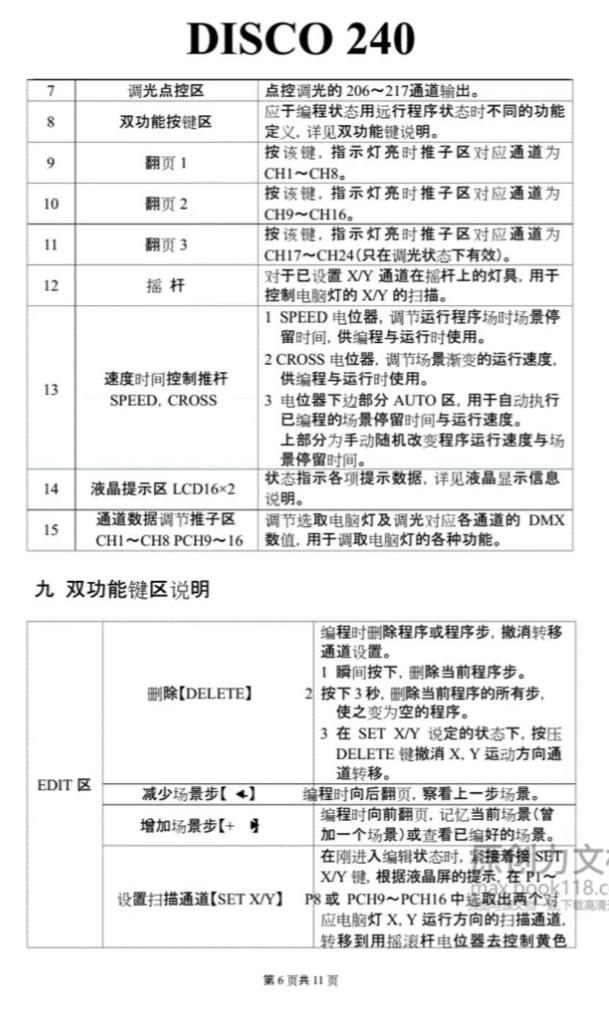 DISCO 240
7 调光点控区 点控调光的 206～217通道输出。
8 双功能按键区 应于编程状态用远行程序状态时不同的功能
定义，详见双功能键说明。
9 翻页 1 按该键，指示灯亮时推子区对应通道为
CH1～CH8。
10 翻页 2 按该键，指示灯亮时推子区对应通道为
CH9～CH16。
11 翻页 3 按该键，指示灯亮时推子区对应通道为
CH17～CH24（只在调光状态下有效）。
12 摇 杆 对于已设置 X/Y 通道在摇杆上的灯具，用于
控制电脑灯的 X/Y 的扫描。
13 速度时间控制推杆
SPEED, CROSS
1 SPEED 电位器，调节运行程序场时场景停
留时间，供编程与运行时使用。
2 CROSS 电位器，调节场景渐变的运行速度，
供编程与运行时使用。
3 电位器下边部分 AUTO 区，用于自动执行
已编程的场景停留时间与运行速度。
上部分为手动随机改变程序运行速度与场
景停留时间。
14 液晶提示区 LCD16×2 状态指示各项提示数据，详见液晶显示信息
说明。
15 通道数据调节推子区
CH1～CH8 PCH9～16
调节选取电脑灯及调光对应各通道的 DMX
数值，用于调取电脑灯的各种功能。
九 双功能键区说明
EDIT 区
删除【DELETE】
编程时删除程序或程序步，撤消转移
通道设置。
1 瞬间按下，删除当前程序步。
2 按下 3 秒，删除当前程序的所有步，
使之变为空的程序。
3 在 SET X/Y 说定的状态下，按压
DELETE 键撤消 X, Y 运动方向通
道转移。
减少场景步【 】 编程时向后翻页，察看上一步场景。
增加场景步【+ 】 编程时向前翻页，记忆当前场景（曾
加一个场景）或查看已编好的场景。
设置扫描通道【SET X/Y】
在刚进入编辑状态时，紧接着接 SET
X/Y 键，根据液晶屏的提示，在 P1～
P8 或 PCH9～PCH16 中选取出两个对
应电脑灯 X, Y 运行方向的扫描通道，
转移到用摇滚杆电位器去控制黄色
原创力文档
max.book118.co
下载高清
第 6 页共 11 页